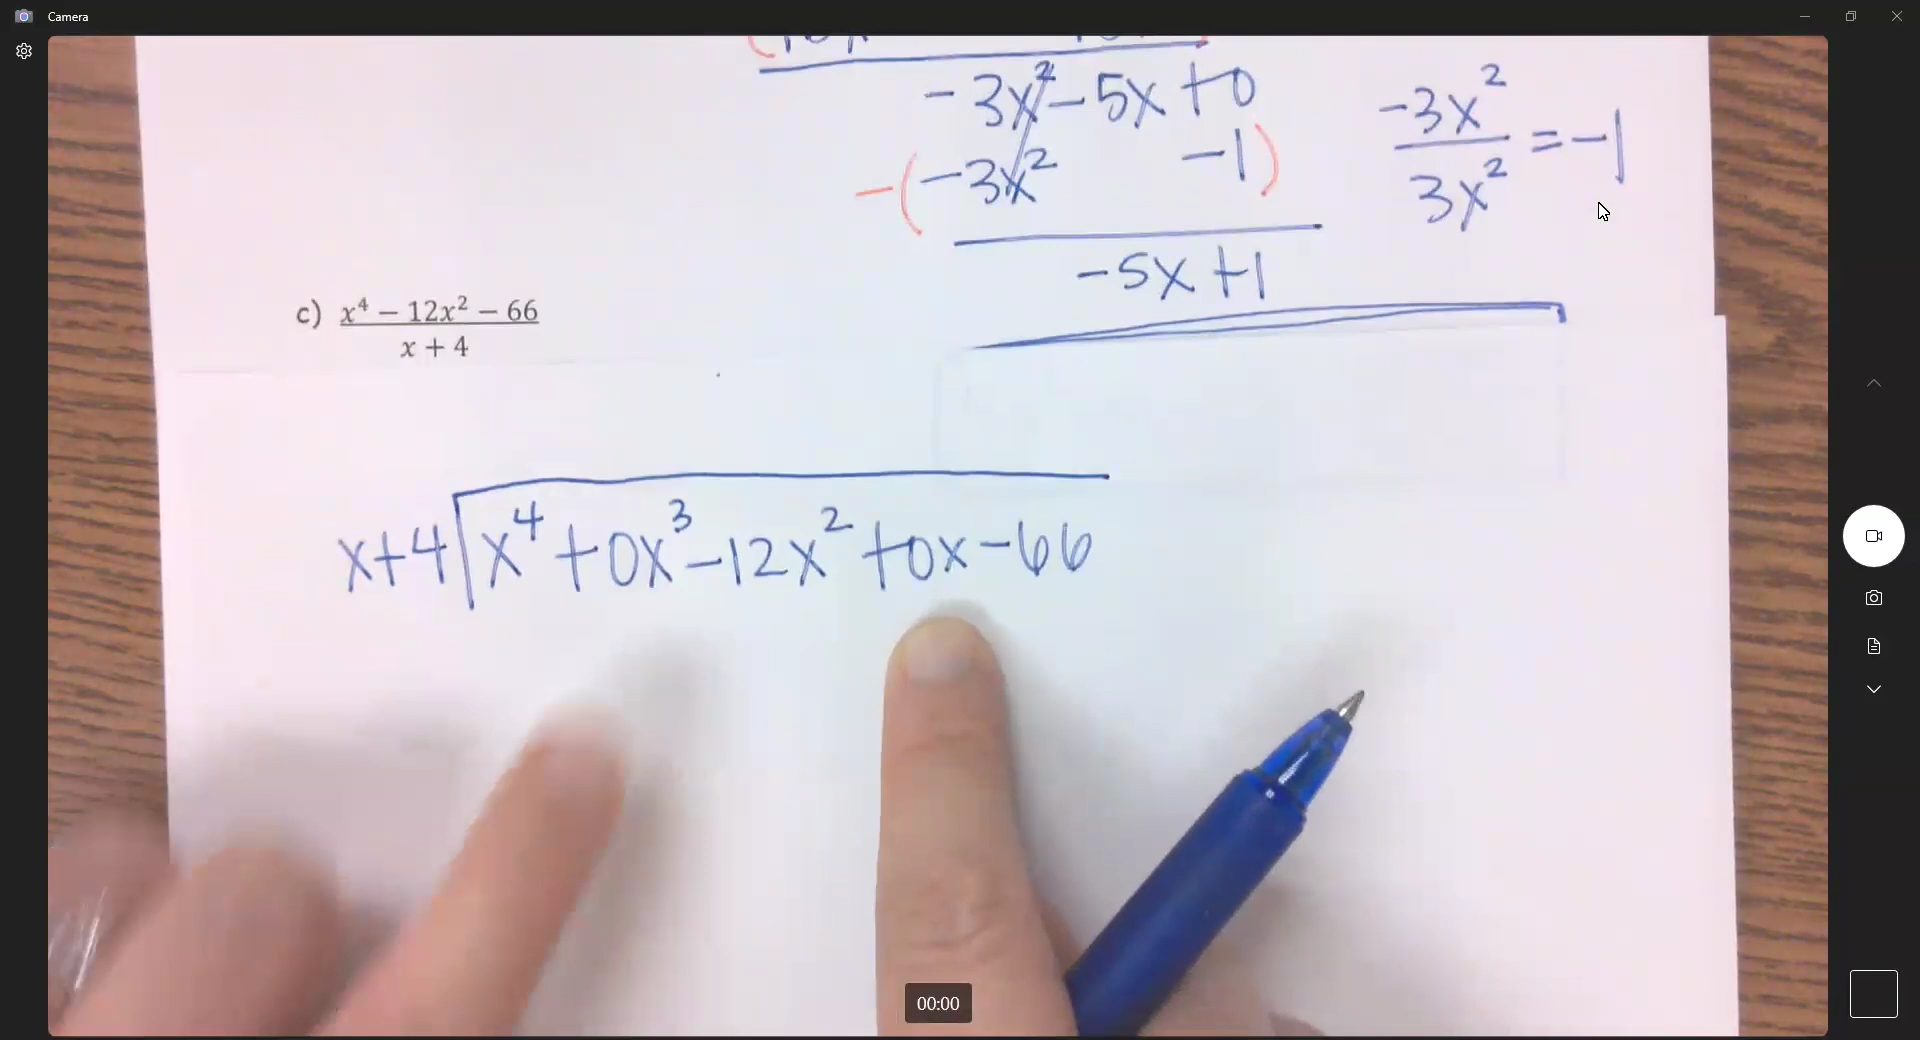 Camera
- 3x² - 5x + 0
-( - 3x² - 1 )
- 5x + 1
-3x²/3x² = -1
c) x⁴ − 12x² − 66
x + 4
x+4 x⁴ + 0x³ - 12x² + 0x - 66
00:00